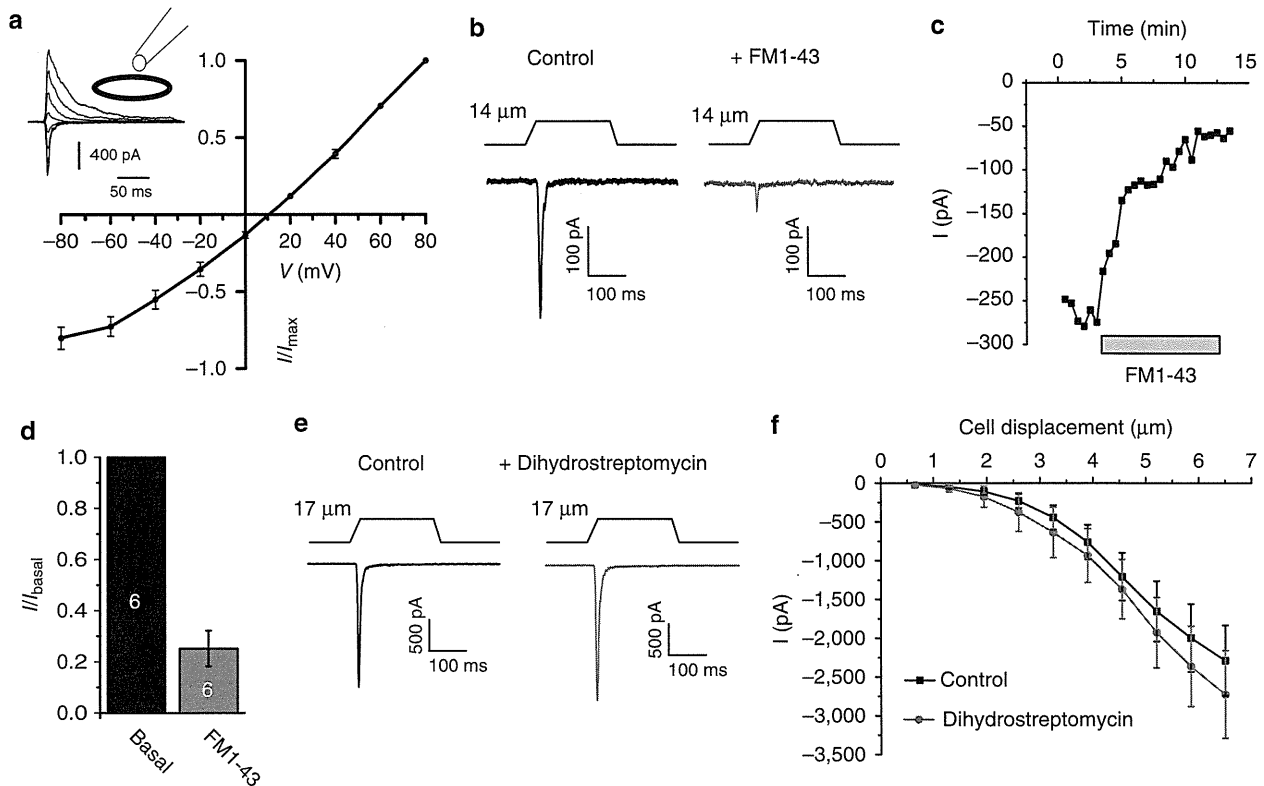 a
400 pA
50 ms
1.0
0.5
−0.5
−1.0
−80 −60 −40 −20 20 40 60 80
V (mV)
I/Imax
b
Control
+ FM1-43
14 µm
14 µm
100 pA
100 ms
100 pA
100 ms
c
Time (min)
0 5 10 15
0
−50
−100
−150
−200
−250
−300
I (pA)
FM1-43
d
1.0
0.8
0.6
0.4
0.2
0.0
I/Ibasal
6
6
Basal
FM1-43
e
Control
+ Dihydrostreptomycin
17 µm
17 µm
500 pA
100 ms
500 pA
100 ms
f
Cell displacement (µm)
0 1 2 3 4 5 6 7
0
−500
−1,000
−1,500
−2,000
−2,500
−3,000
−3,500
I (pA)
Control
Dihydrostreptomycin